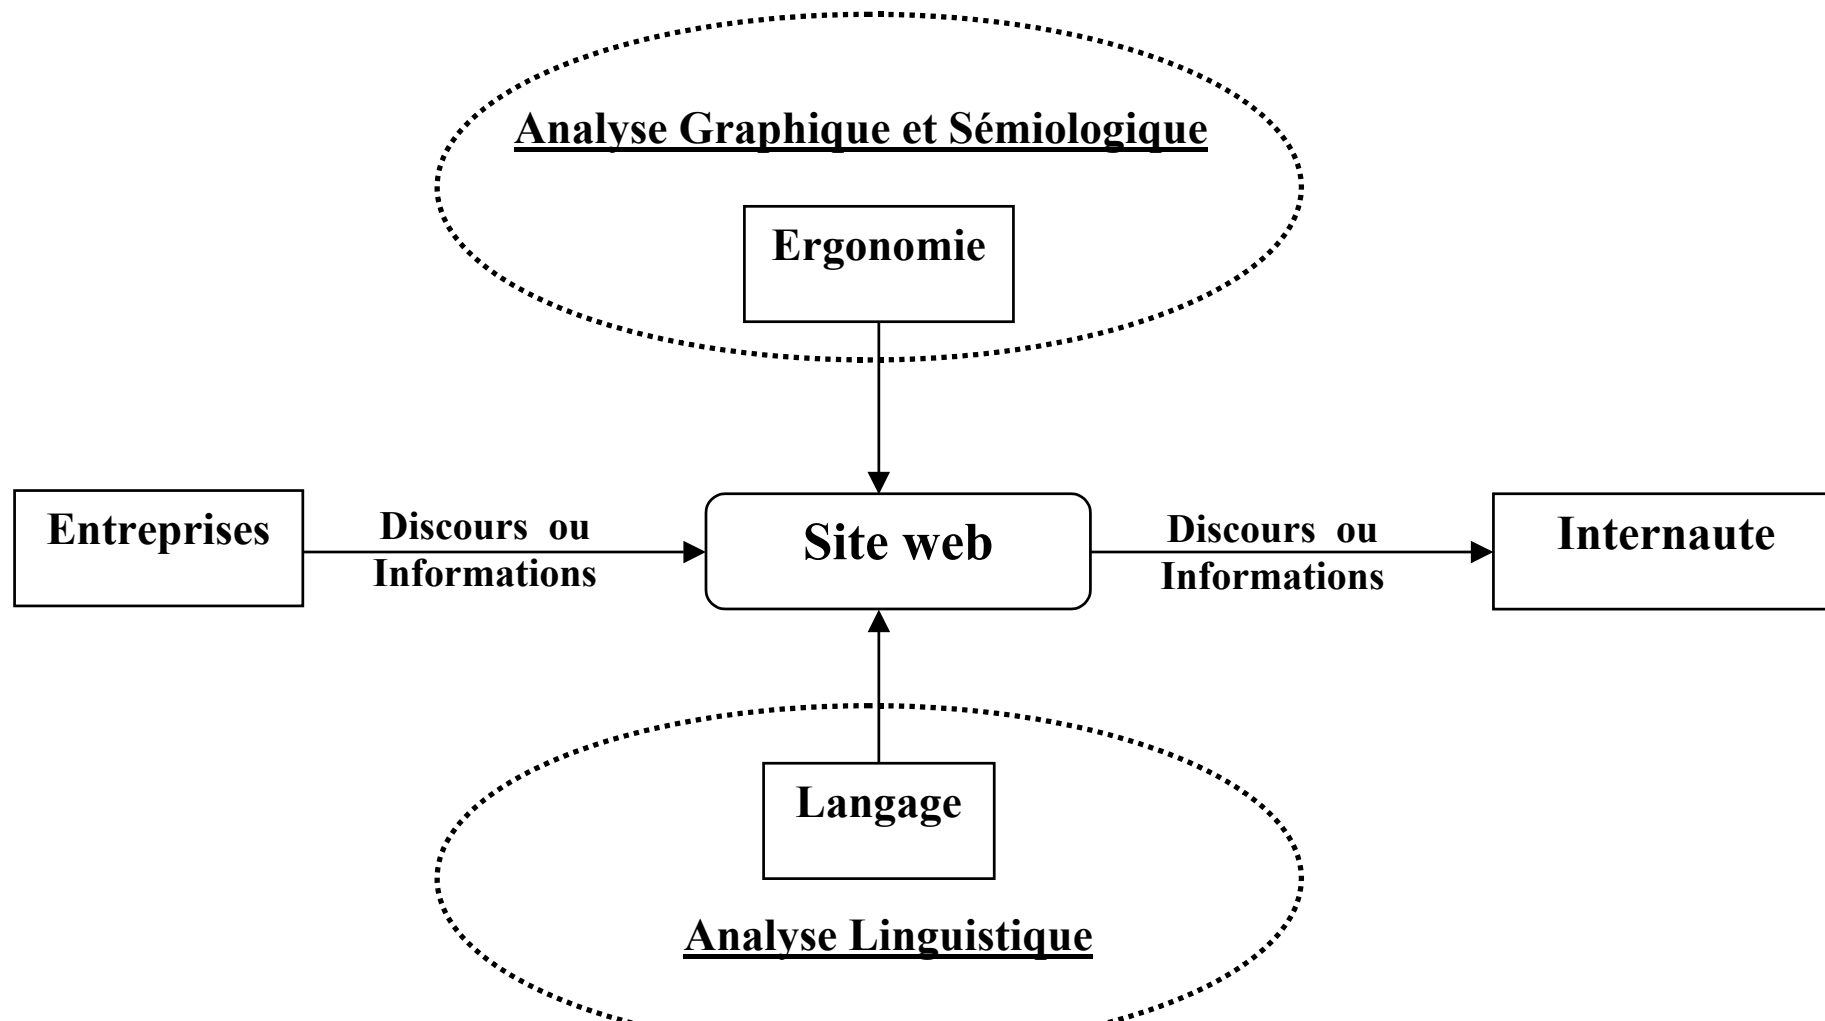 Analyse Graphique et Sémiologique
Ergonomie
Entreprises
Discours ou
Informations
Site web
Discours ou
Informations
Internaute
Langage
Analyse Linguistique